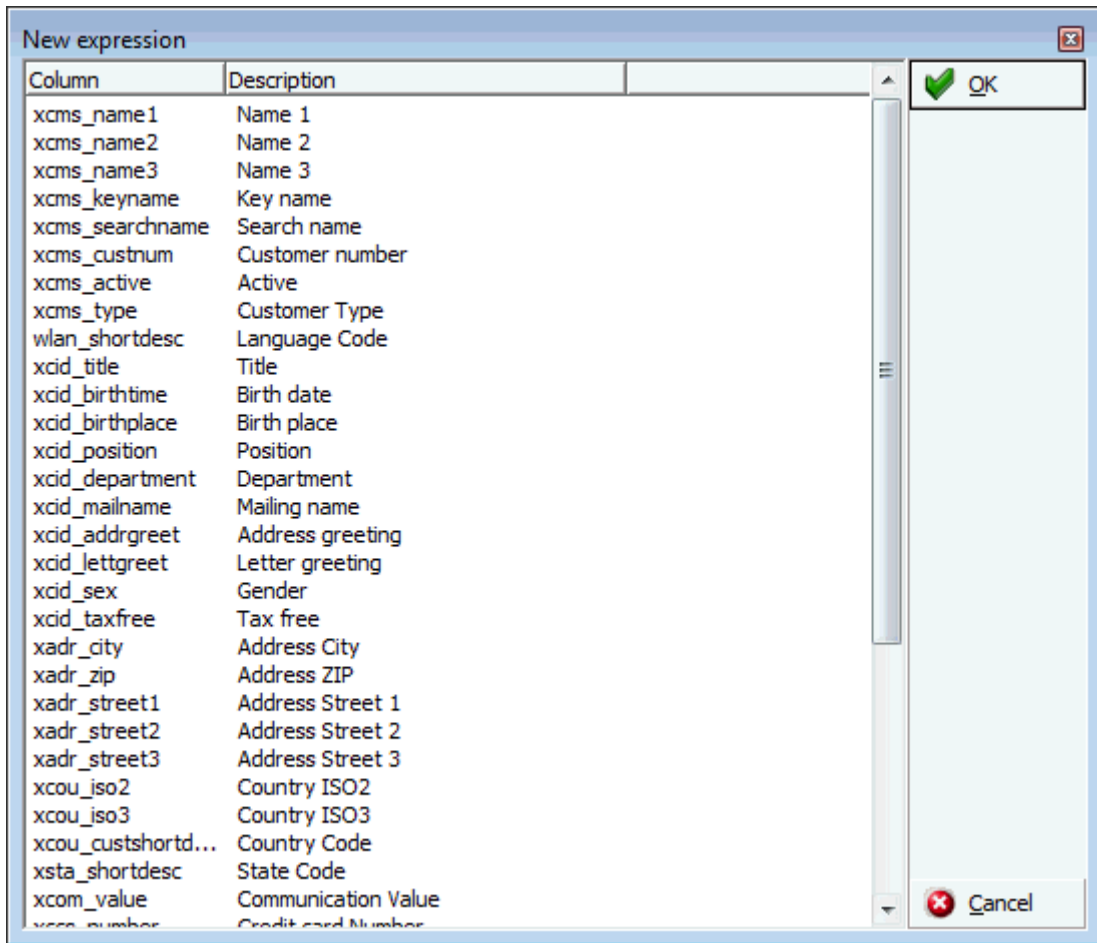 New expression
Column Description
OK
xcms_name1 Name 1
xcms_name2 Name 2
xcms_name3 Name 3
xcms_keyname Key name
xcms_searchname Search name
xcms_custnum Customer number
xcms_active Active
xcms_type Customer Type
wlan_shortdesc Language Code
xcid_title Title
xcid_birthtime Birth date
xcid_birthplace Birth place
xcid_position Position
xcid_department Department
xcid_mailname Mailing name
xcid_addrgreet Address greeting
xcid_lettgreet Letter greeting
xcid_sex Gender
xcid_taxfree Tax free
xadr_city Address City
xadr_zip Address ZIP
xadr_street1 Address Street 1
xadr_street2 Address Street 2
xadr_street3 Address Street 3
xcou_iso2 Country ISO2
xcou_iso3 Country ISO3
xcou_custshortd... Country Code
xsta_shortdesc State Code
xcom_value Communication Value
Cancel
Credit card Number